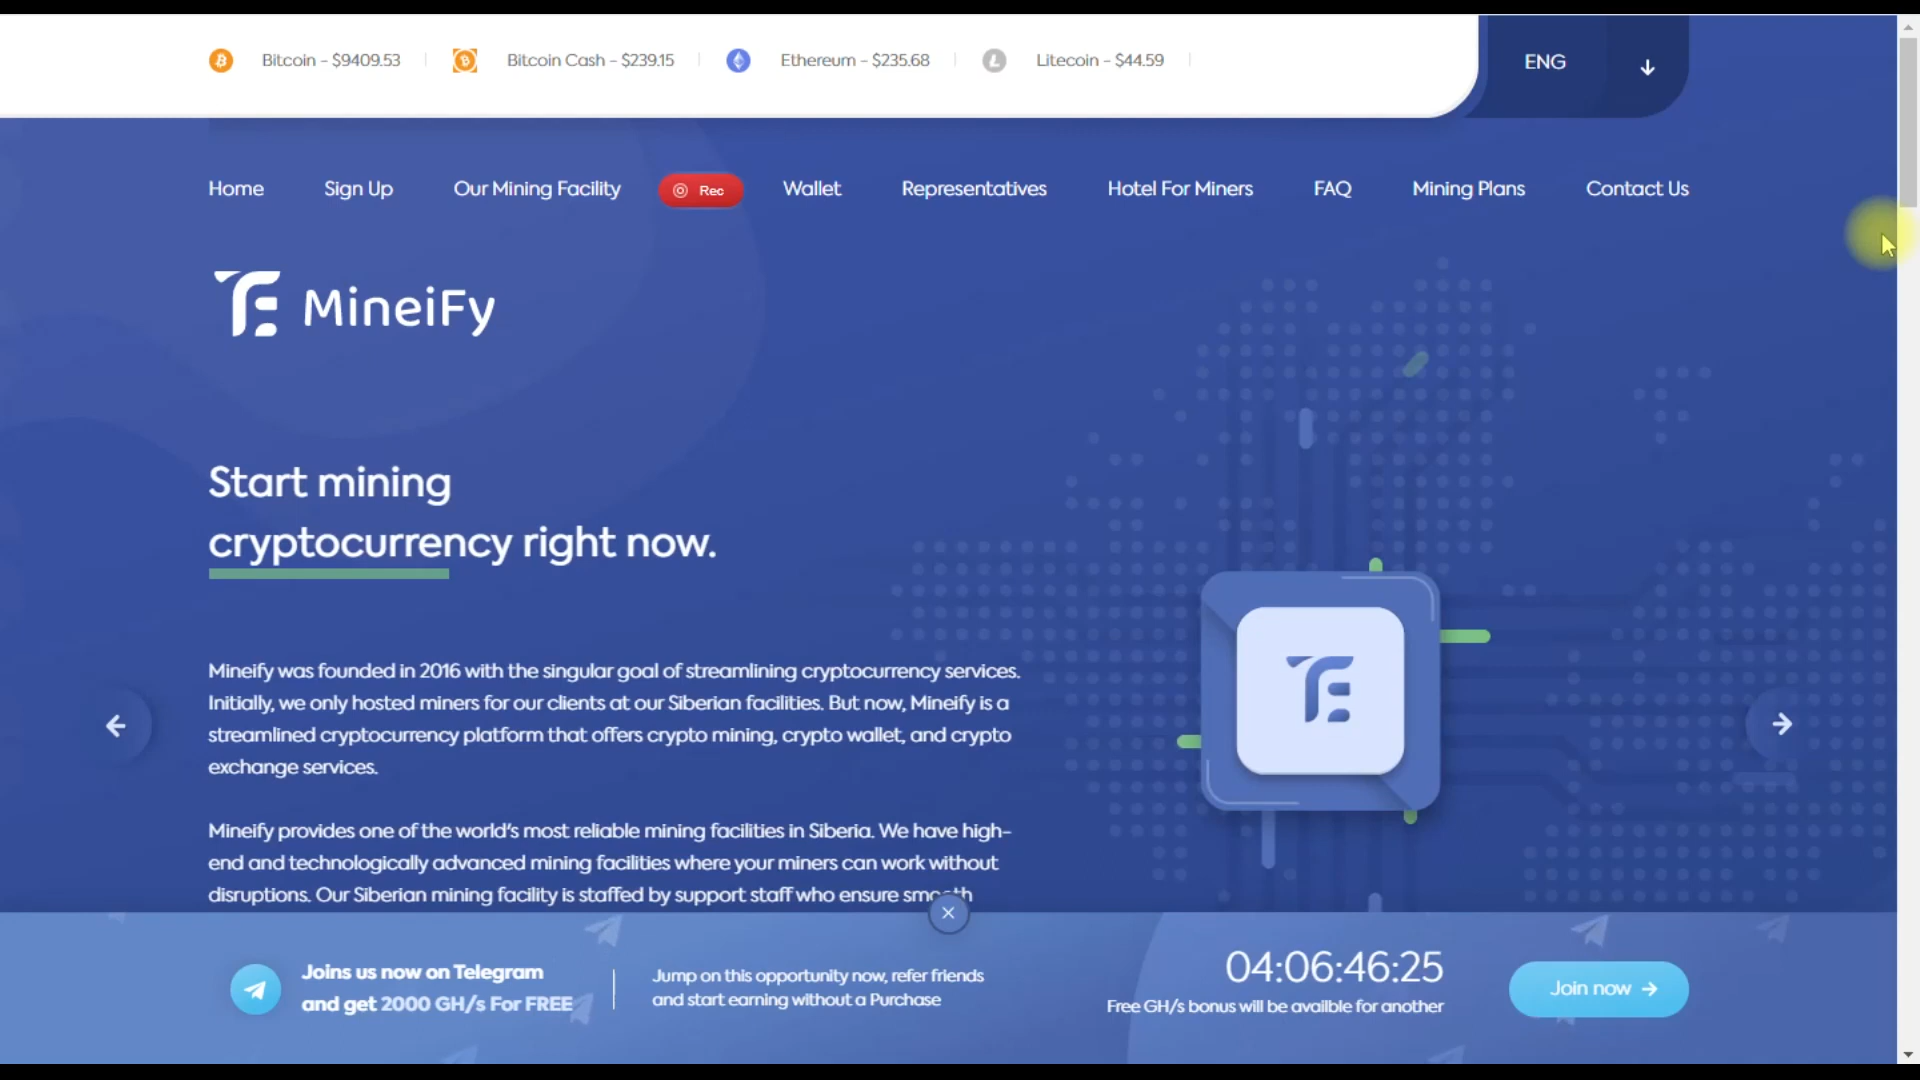 Bitcoin - $9409.53
Bitcoin Cash - $239.15
Ethereum - $235.68
Litecoin - $44.59
ENG
Home
Sign Up
Our Mining Facility
Rec
Wallet
Representatives
Hotel For Miners
FAQ
Mining Plans
Contact Us
MineiFy
Start mining
cryptocurrency right now.
Mineify was founded in 2016 with the singular goal of streamlining cryptocurrency services.
Initially, we only hosted miners for our clients at our Siberian facilities. But now, Mineify is a
streamlined cryptocurrency platform that offers crypto mining, crypto wallet, and crypto
exchange services.
Mineify provides one of the world's most reliable mining facilities in Siberia. We have high-
end and technologically advanced mining facilities where your miners can work without
disruptions. Our Siberian mining facility is staffed by support staff who ensure smooth
Joins us now on Telegram
and get 2000 GH/s For FREE
Jump on this opportunity now, refer friends
and start earning without a Purchase
04:06:46:25
Free GH/s bonus will be availble for another
Join now